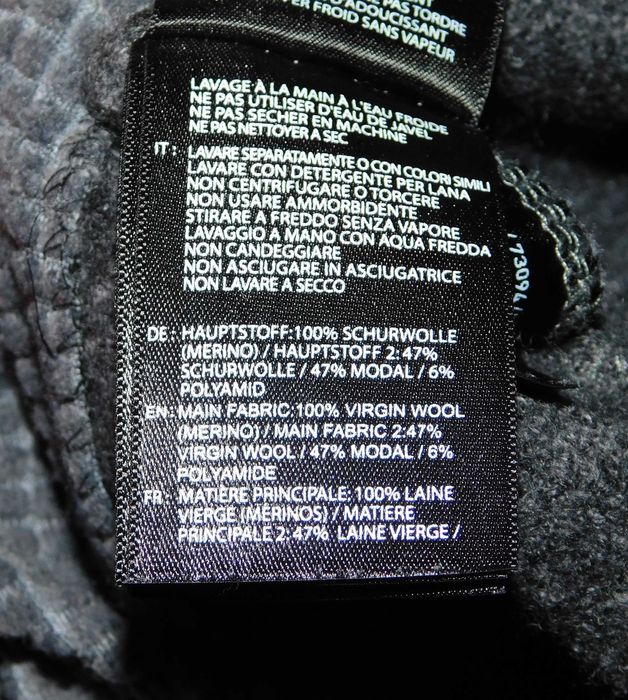 PAS TORDRE
D'ADOUCISSANT
FROID SANS VAPEUR
LAVAGE À LA MAIN À L'EAU FROIDE
NE PAS UTILISER D'EAU DE JAVEL
NE PAS SÉCHER EN MACHINE
NE PAS NETTOYER A SEC
IT: LAVARE SEPARATAMENTE O CON COLORI SIMILI
LAVARE CON DETERGENTE PER LANA
NON CENTRIFUGARE O TORCERE
NON USARE AMMORBIDENTE
STIRARE A FREDDO SENZA VAPORE
LAVAGGIO A MANO CON AQUA FREDDA
NON CANDEGGIARE
NON ASCIUGARE IN ASCIUGATRICE
NON LAVARE A SECCO
DE: HAUPTSTOFF:100% SCHURWOLLE
(MERINO) / HAUPTSTOFF 2:47%
SCHURWOLLE / 47% MODAL / 6%
POLYAMID
EN: MAIN FABRIC:100% VIRGIN WOOL
(MERINO) / MAIN FABRIC 2:47%
VIRGIN WOOL / 47% MODAL / 6%
POLYAMIDE
FR: MATIÈRE PRINCIPALE: 100% LAINE
VIERGE (MÉRINOS) / MATIERE
PRINCIPALE 2: 47% LAINE VIERGE /